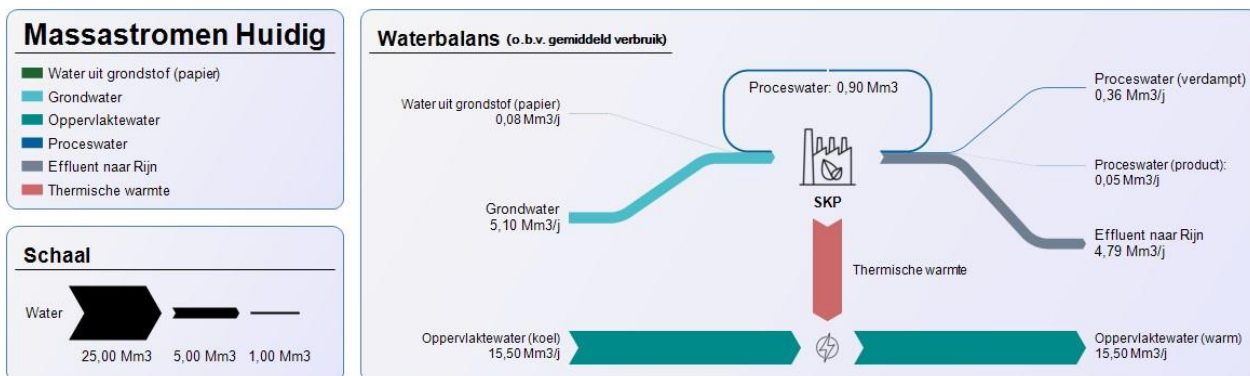 Massastromen Huidig
Water uit grondstof (papier)
Grondwater
Oppervlaktewater
Proceswater
Effluent naar Rijn
Thermische warmte
Schaal
Water
25,00 Mm3 5,00 Mm3 1,00 Mm3
Waterbalans (o.b.v. gemiddeld verbruik)
Proceswater: 0,90 Mm3
Water uit grondstof (papier)
0,08 Mm3/j
Grondwater
5,10 Mm3/j
SKP
Proceswater (verdampt)
0,36 Mm3/j
Proceswater (product):
0,05 Mm3/j
Effluent naar Rijn
4,79 Mm3/j
Thermische warmte
Oppervlaktewater (koel)
15,50 Mm3/j
Oppervlaktewater (warm)
15,50 Mm3/j